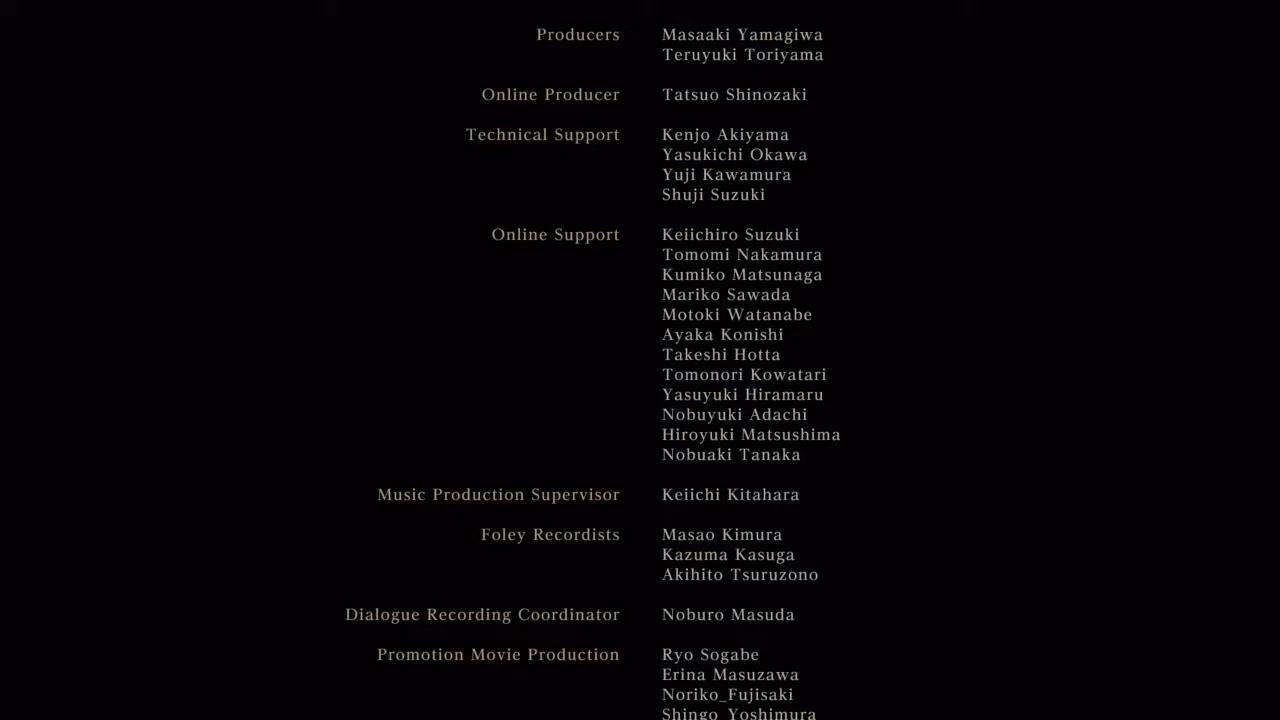 Producers Masaaki Yamagiwa
Teruyuki Toriyama
Online Producer Tatsuo Shinozaki
Technical Support Kenjo Akiyama
Yasukichi Okawa
Yuji Kawamura
Shuji Suzuki
Online Support Keiichiro Suzuki
Tomomi Nakamura
Kumiko Matsunaga
Mariko Sawada
Motoki Watanabe
Ayaka Konishi
Takeshi Hotta
Tomonori Kowatari
Yasuyuki Hiramaru
Nobuyuki Adachi
Hiroyuki Matsushima
Nobuaki Tanaka
Music Production Supervisor Keiichi Kitahara
Foley Recordists Masao Kimura
Kazuma Kasuga
Akihito Tsuruzono
Dialogue Recording Coordinator Noburo Masuda
Promotion Movie Production Ryo Sogabe
Erina Masuzawa
Noriko_Fujisaki
Shingo_Yoshimura